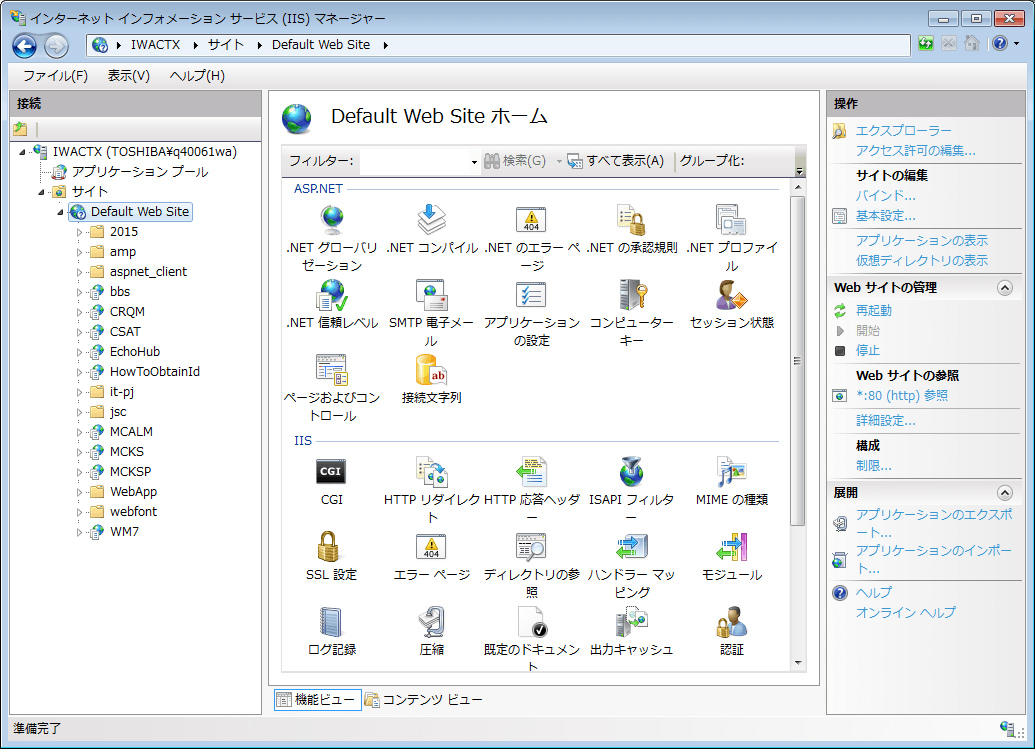 インターネット インフォメーション サービス (IIS) マネージャー
IWACTX
サイト
Default Web Site
ファイル(F)
表示(V)
ヘルプ(H)
接続
IWACTX (TOSHIBA¥q40061wa)
アプリケーション プール
サイト
Default Web Site
2015
amp
aspnet_client
bbs
CRQM
CSAT
EchoHub
HowToObtainId
it-pj
jsc
MCALM
MCKS
MCKSP
WebApp
webfont
WM7
Default Web Site ホーム
フィルター:
検索(G)
すべて表示(A)
グループ化:
ASP.NET
.NET グローバリ
ゼーション
.NET コンパイル
.NET のエラー ペ
ージ
.NET の承認規則
.NET プロファイ
ル
.NET 信頼レベル
SMTP 電子メー
ル
アプリケーション
の設定
コンピューター
キー
セッション状態
ページおよびコン
トロール
接続文字列
IIS
CGI
CGI
HTTP リダイレク
ト
HTTP 応答ヘッダ
ー
ISAPI フィルタ
ー
MIME の種類
SSL 設定
エラー ページ
ディレクトリの参
照
ハンドラー マッ
ピング
モジュール
ログ記録
圧縮
既定のドキュメン
ト
出力キャッシュ
認証
機能ビュー
コンテンツ ビュー
操作
エクスプローラー
アクセス許可の編集...
サイトの編集
バインド...
基本設定...
アプリケーションの表示
仮想ディレクトリの表示
Web サイトの管理
再起動
開始
停止
Web サイトの参照
*:80 (http) 参照
詳細設定...
構成
制限...
展開
アプリケーションのエクスポ
ート...
アプリケーションのインポー
ト...
ヘルプ
オンライン ヘルプ
準備完了